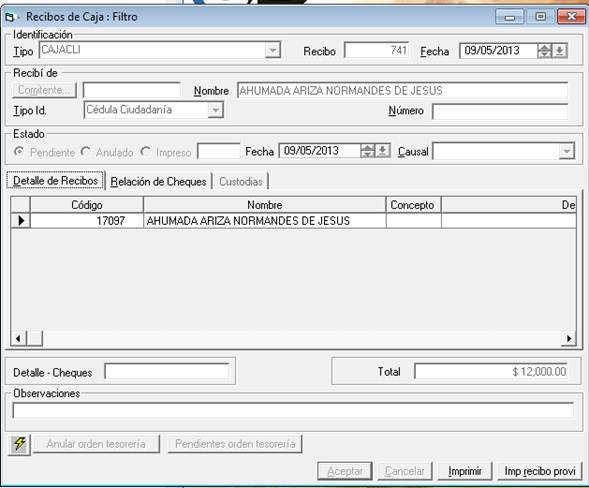 Recibos de Caja : Filtro
Identificación
Tipo CAJACLI Recibo 741 Fecha 09/05/2013
Recibí de
Comitente... Nombre AHUMADA ARIZA NORMANDES DE JESUS
Tipo Id. Cédula Ciudadanía Número
Estado
Pendiente Anulado Impreso Fecha 09/05/2013 Causal
Detalle de Recibos Relación de Cheques Custodias
Código Nombre Concepto De
17097 AHUMADA ARIZA NORMANDES DE JESUS
Detalle - Cheques Total $ 12,000.00
Observaciones
Anular orden tesorería Pendientes orden tesorería
Aceptar Cancelar Imprimir Imp recibo provi